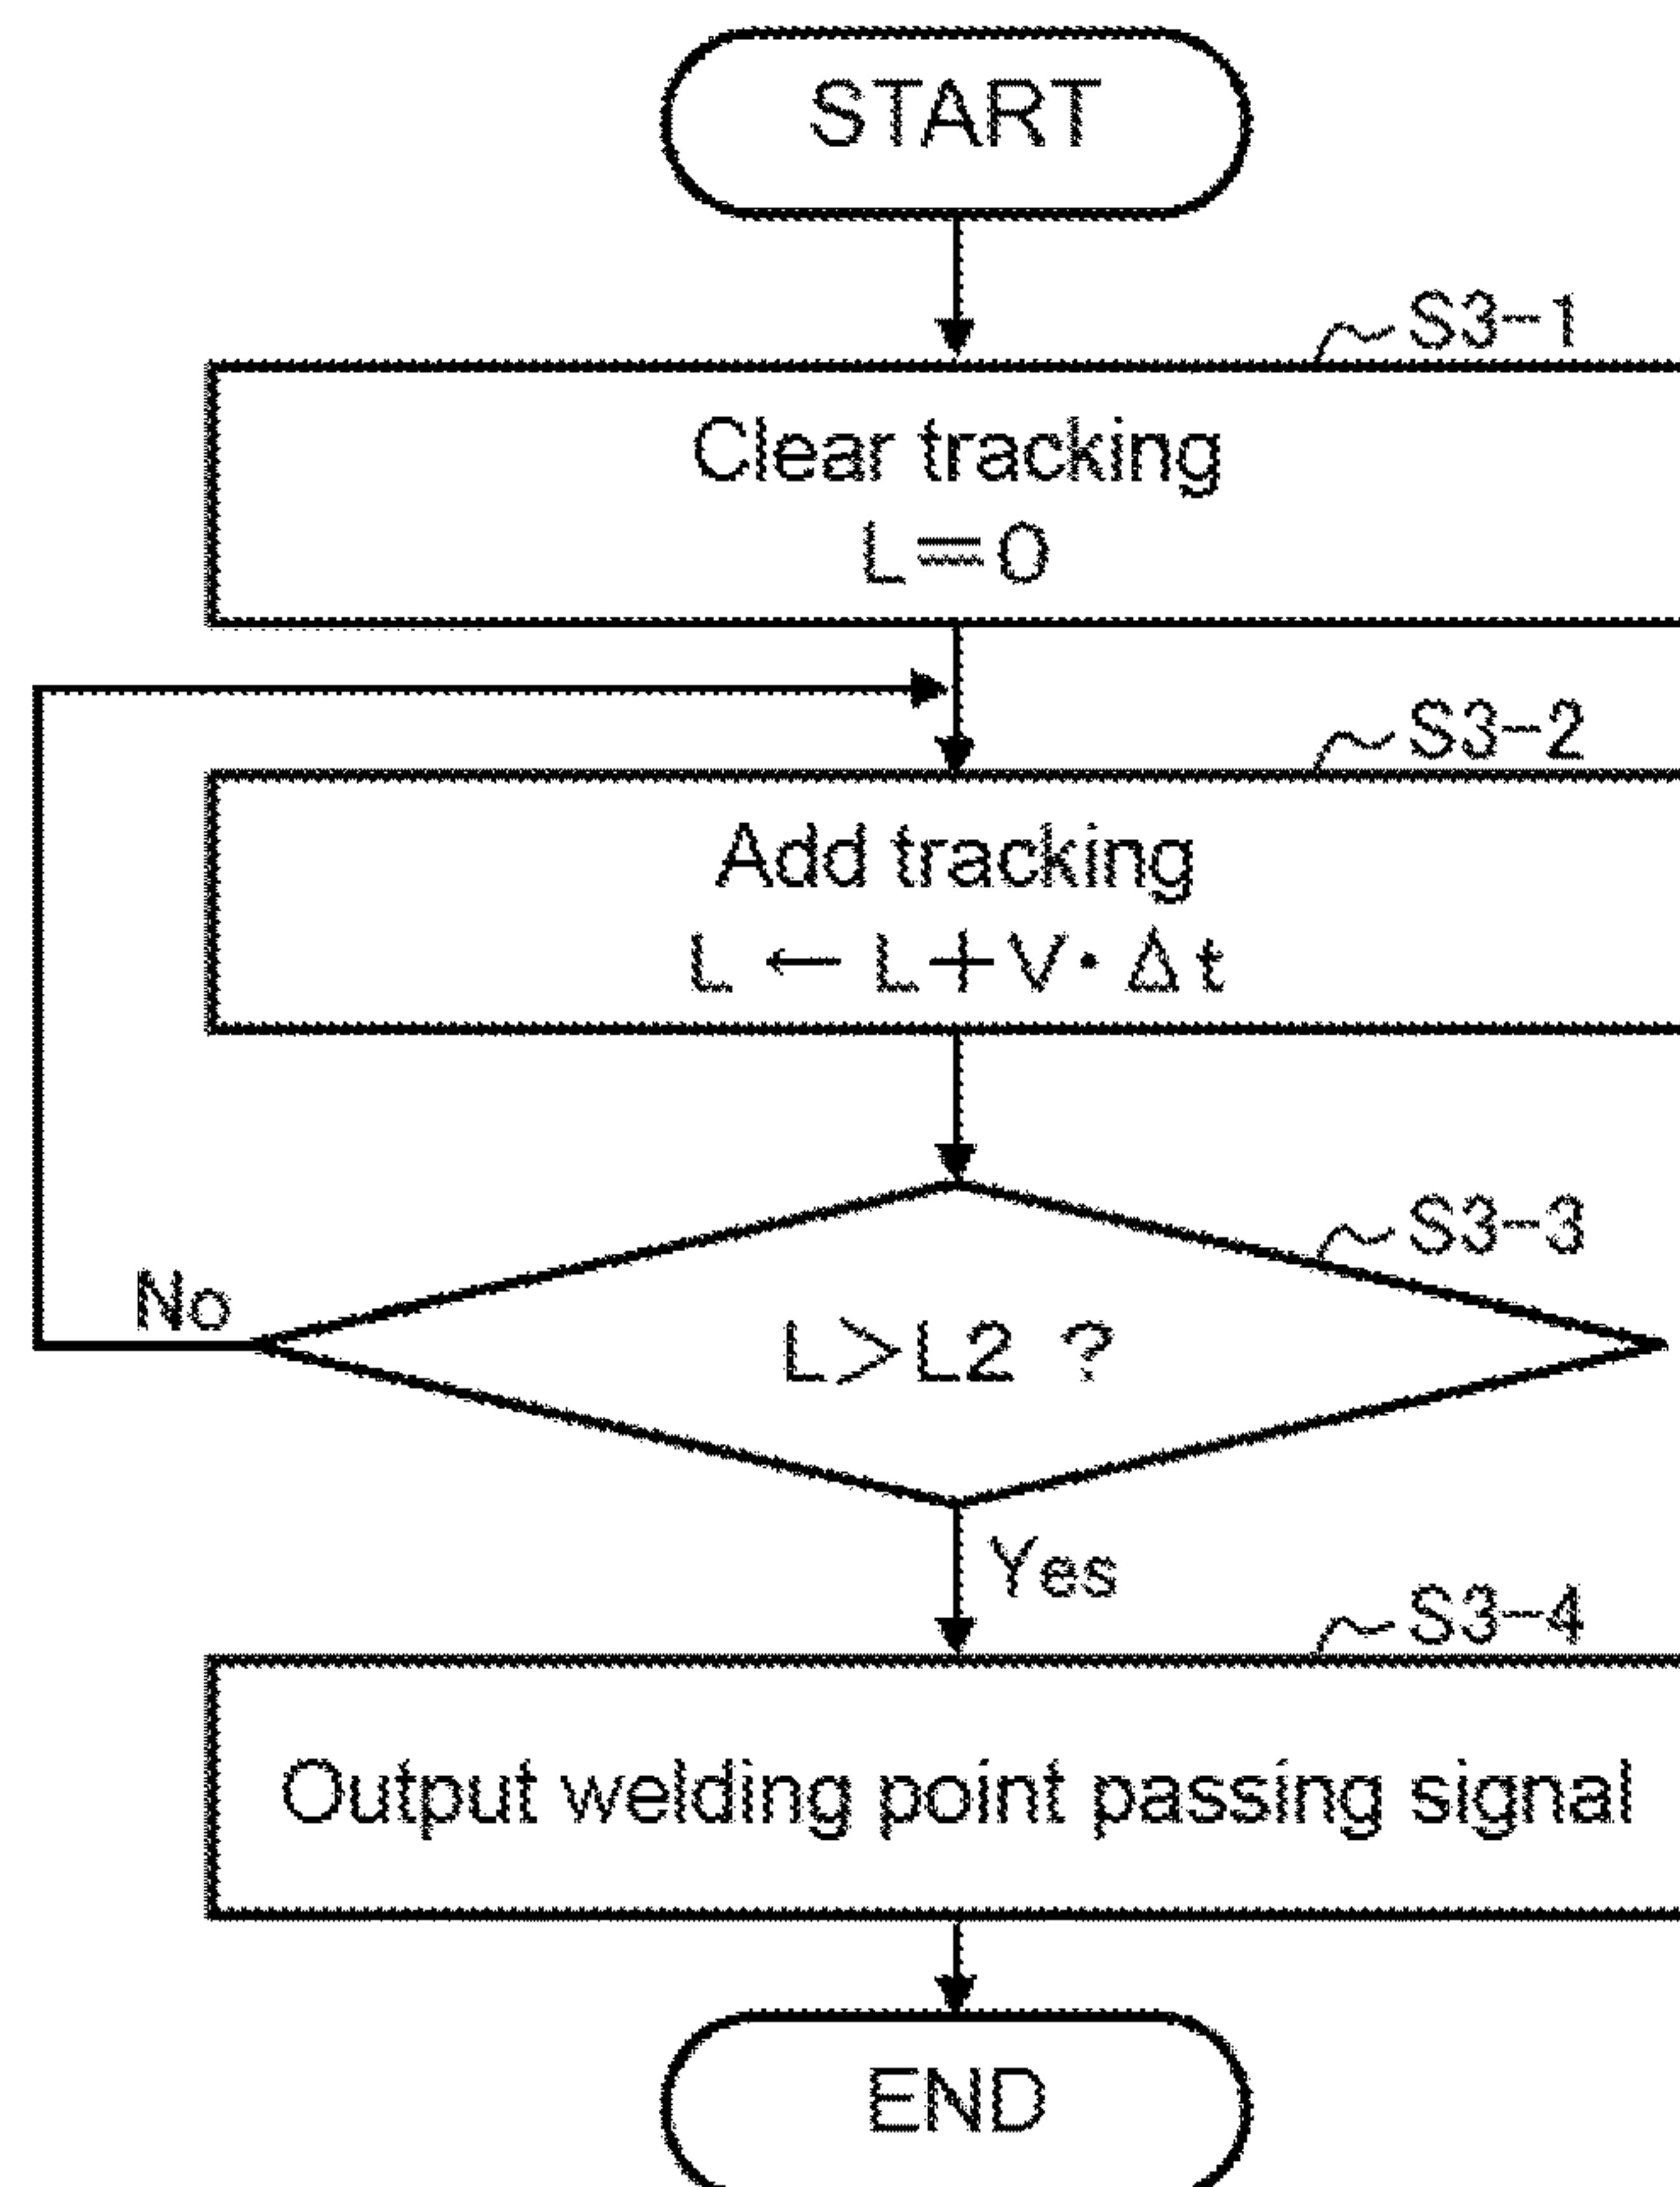 START
S3-1
Clear tracking
L=0
S3-2
Add tracking
L ← L+V·Δt
S3-3
No
L>L2 ?
Yes
S3-4
Output welding point passing signal
END